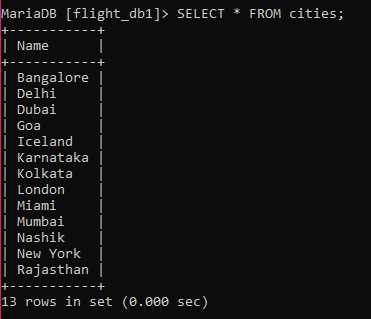 MariaDB [flight_db1]> SELECT * FROM cities;
+-----------+
| Name      |
+-----------+
| Bangalore |
| Delhi     |
| Dubai     |
| Goa       |
| Iceland   |
| Karnataka |
| Kolkata   |
| London    |
| Miami     |
| Mumbai    |
| Nashik    |
| New York  |
| Rajasthan |
+-----------+
13 rows in set (0.000 sec)